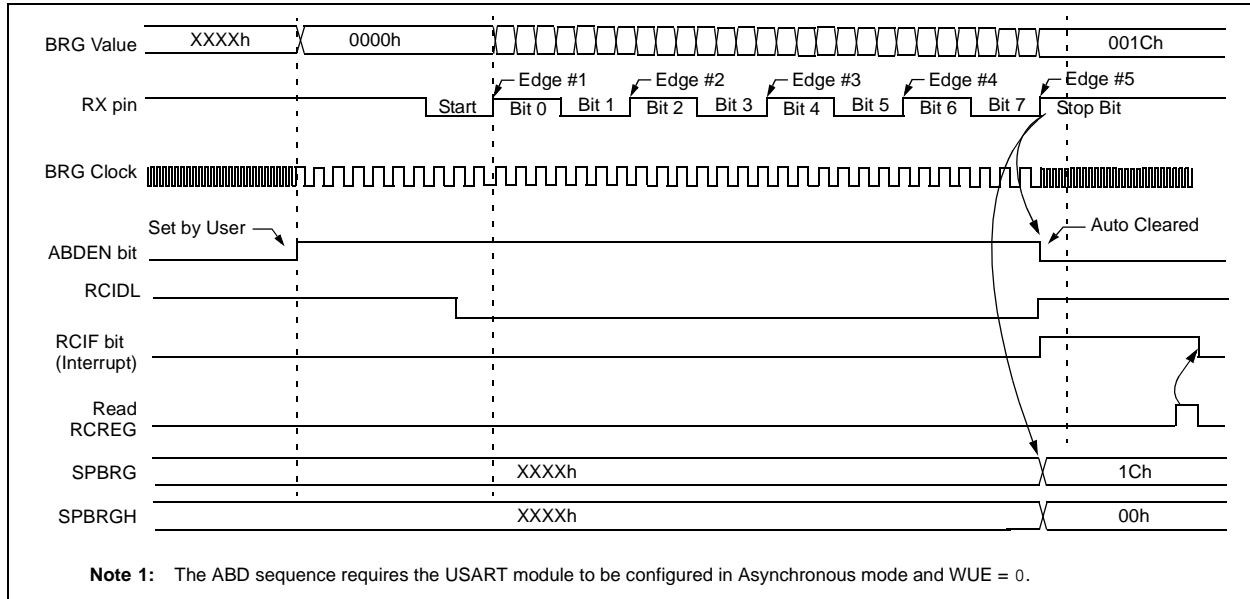 BRG Value XXXXh 0000h 001Ch
Edge #1 Edge #2 Edge #3 Edge #4 Edge #5
RX pin Start Bit 0 Bit 1 Bit 2 Bit 3 Bit 4 Bit 5 Bit 6 Bit 7 Stop Bit
BRG Clock
Set by User Auto Cleared
ABDEN bit
RCIDL
RCIF bit
(Interrupt)
Read
RCREG
SPBRG XXXXh 1Ch
SPBRGH XXXXh 00h
Note 1: The ABD sequence requires the USART module to be configured in Asynchronous mode and WUE = 0.